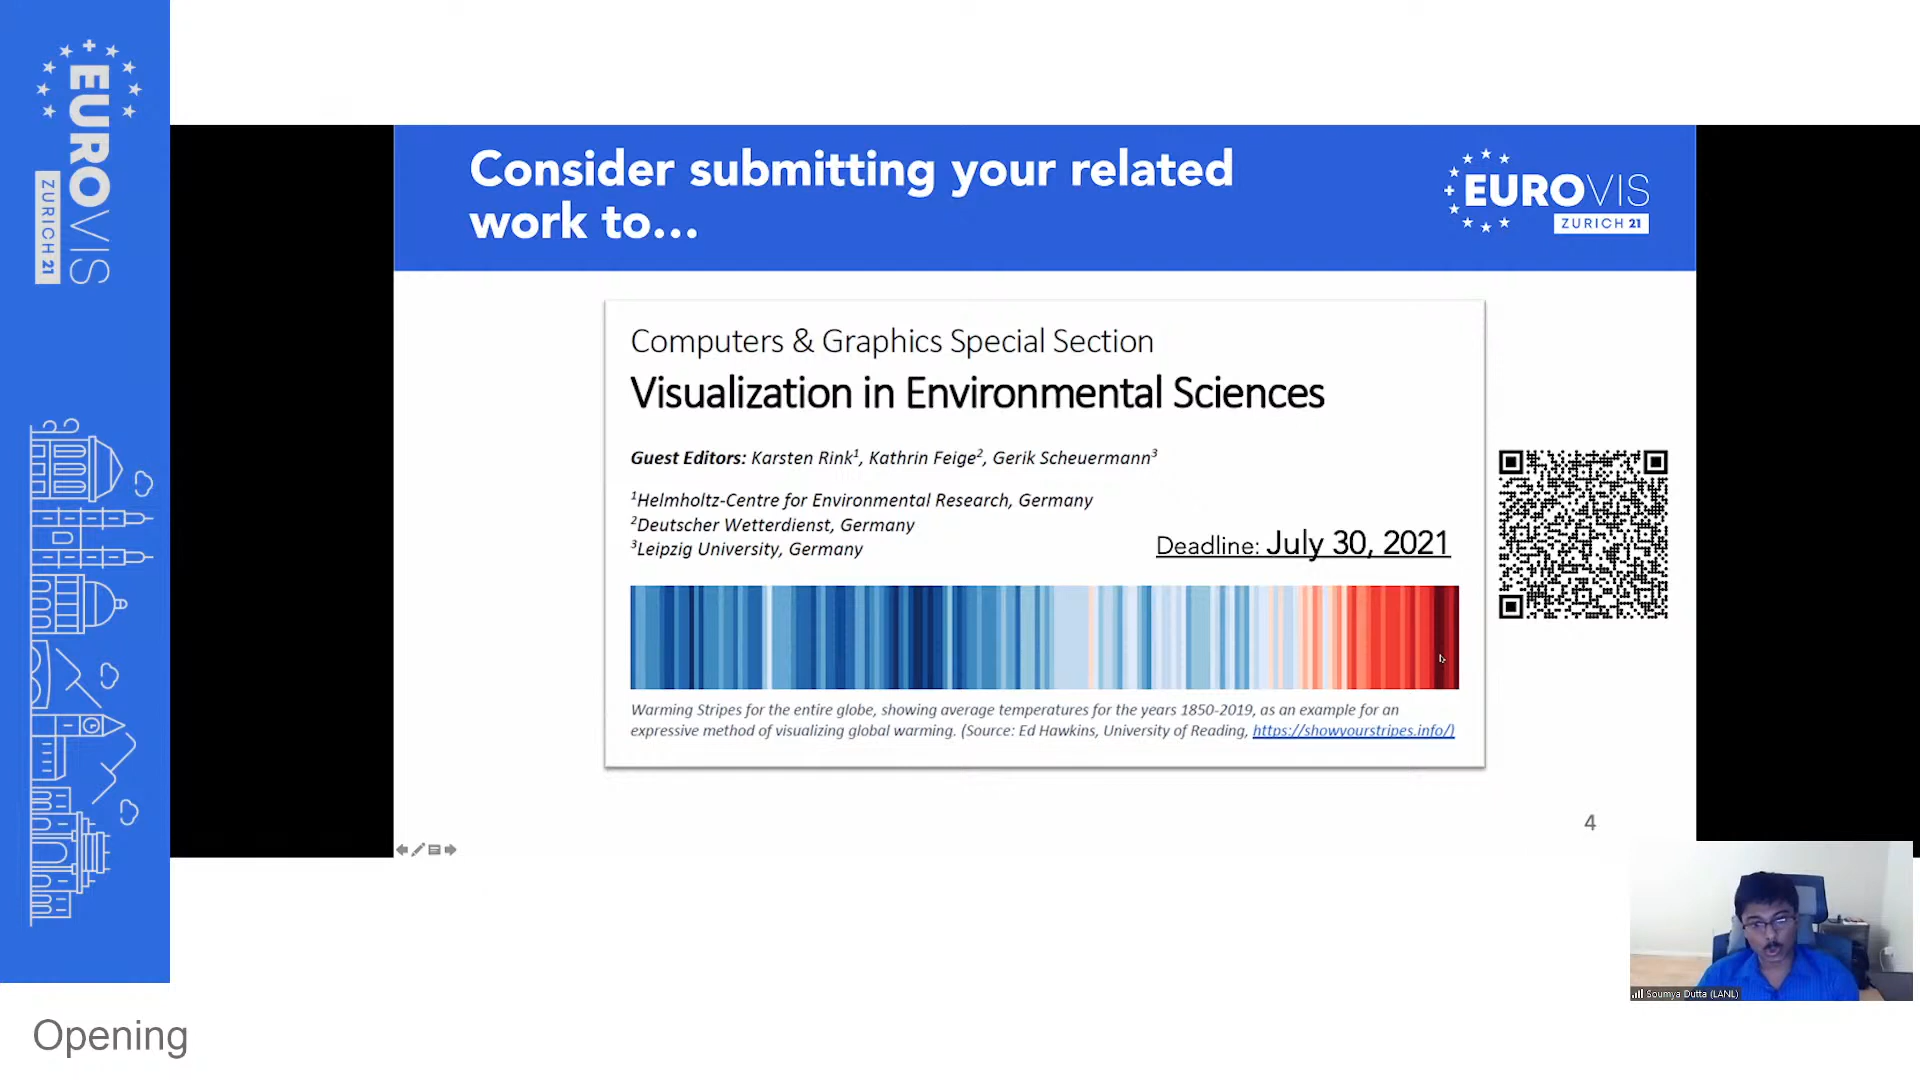 EUROVIS
ZURICH 21
Consider submitting your related
work to...
EUROVIS
ZURICH 21
Computers & Graphics Special Section
Visualization in Environmental Sciences
Guest Editors: Karsten Rink1, Kathrin Feige2, Gerik Scheuermann3
1Helmholtz-Centre for Environmental Research, Germany
2Deutscher Wetterdienst, Germany
3Leipzig University, Germany
Deadline: July 30, 2021
Warming Stripes for the entire globe, showing average temperatures for the years 1850-2019, as an example for an
expressive method of visualizing global warming. (Source: Ed Hawkins, University of Reading, https://showyourstripes.info/)
4
Soumya Dutta (LANL)
Opening